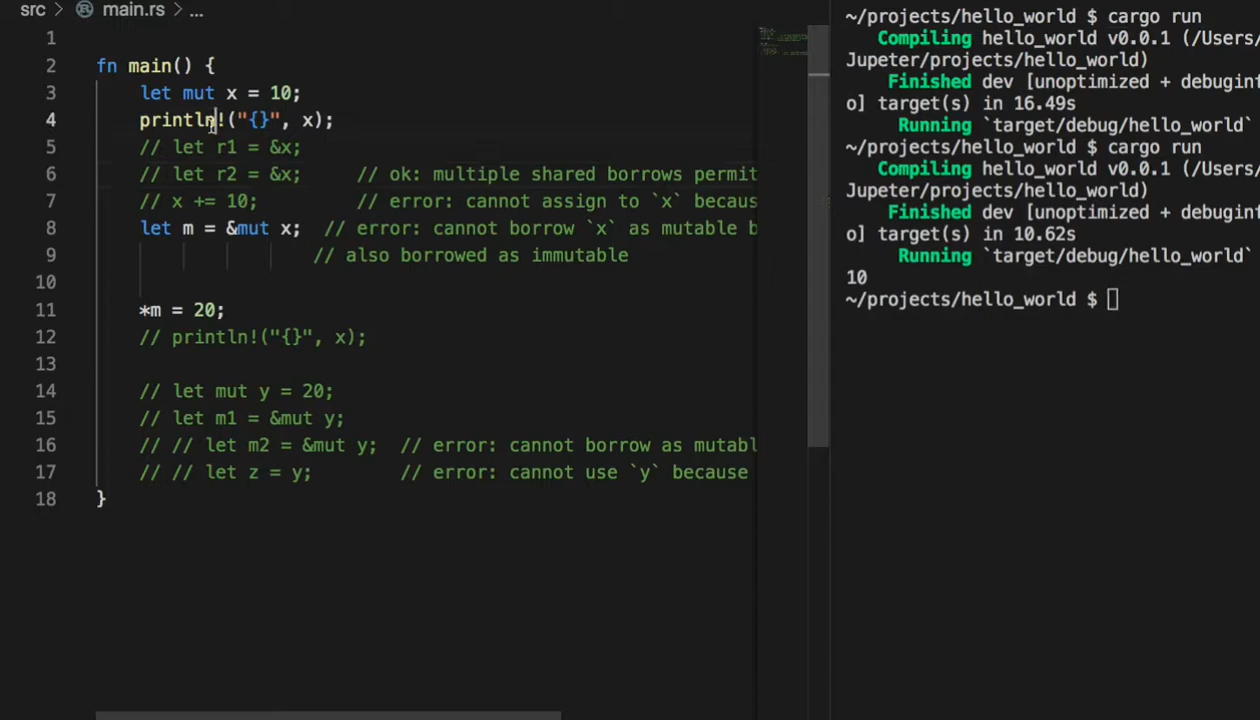 src > main.rs > ...
1
2 fn main() {
3 let mut x = 10;
4 println!("{}", x);
5 // let r1 = &x;
6 // let r2 = &x; // ok: multiple shared borrows permit
7 // x += 10; // error: cannot assign to `x` becaus
8 let m = &mut x; // error: cannot borrow `x` as mutable b
9 // also borrowed as immutable
10
11 *m = 20;
12 // println!("{}", x);
13
14 // let mut y = 20;
15 // let m1 = &mut y;
16 // // let m2 = &mut y; // error: cannot borrow as mutabl
17 // // let z = y; // error: cannot use `y` because
18 }
~/projects/hello_world $ cargo run
Compiling hello_world v0.0.1 (/Users/
Jupeter/projects/hello_world)
Finished dev [unoptimized + debuginf
o] target(s) in 16.49s
Running `target/debug/hello_world`
~/projects/hello_world $ cargo run
Compiling hello_world v0.0.1 (/Users/
Jupeter/projects/hello_world)
Finished dev [unoptimized + debuginf
o] target(s) in 10.62s
Running `target/debug/hello_world`
10
~/projects/hello_world $